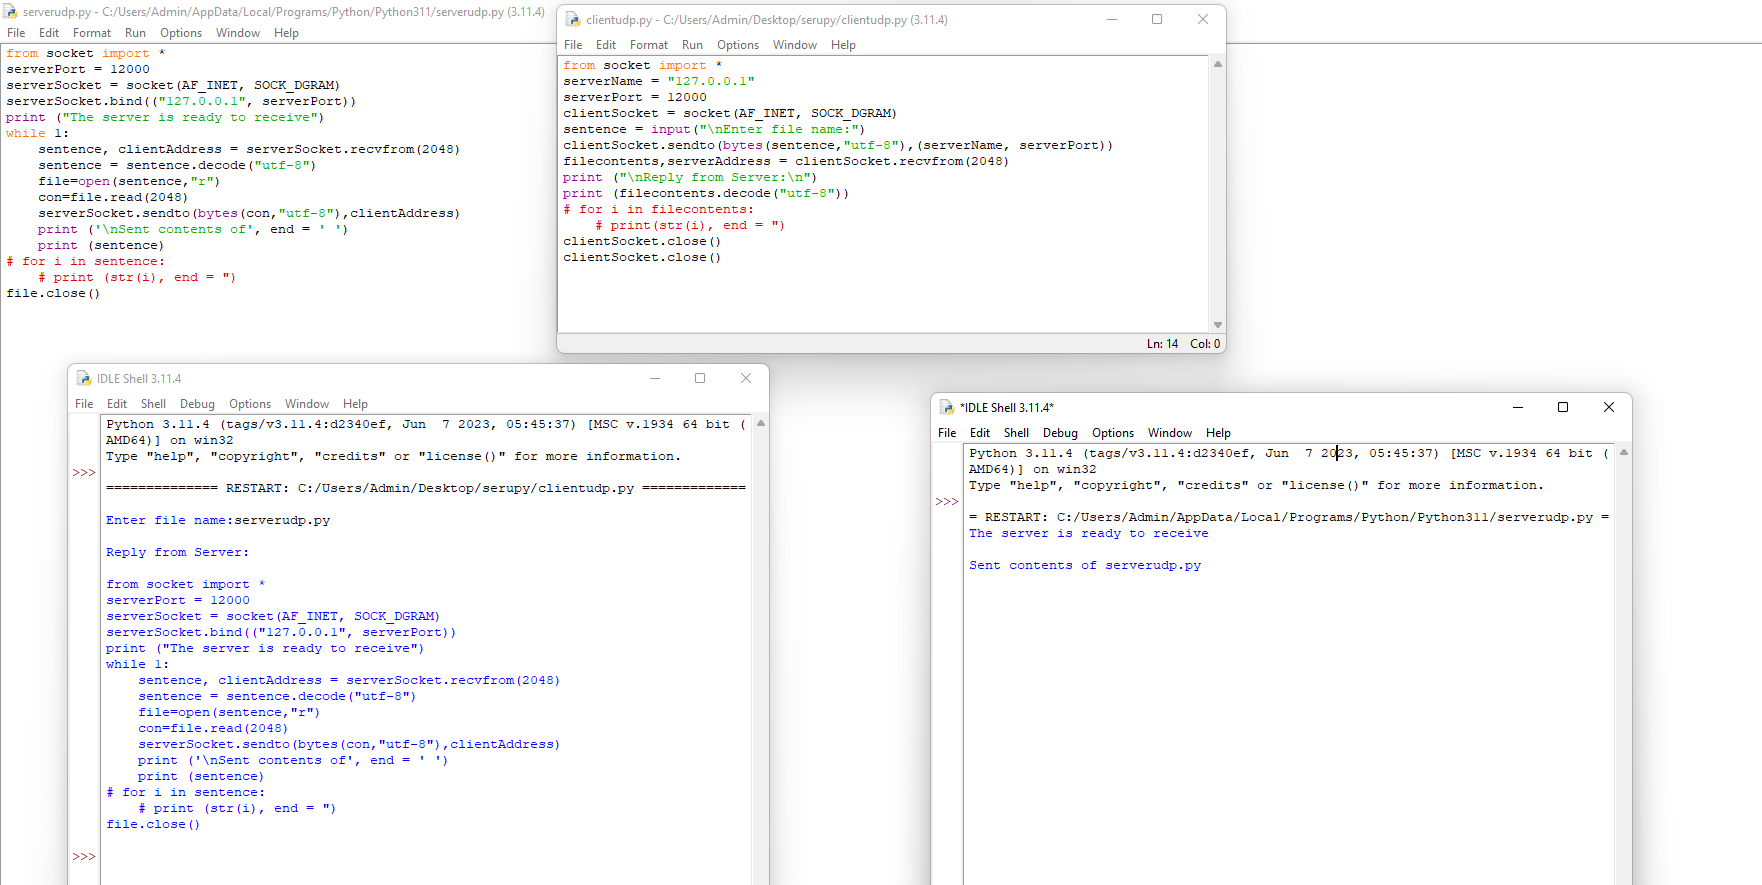 serverudp.py - C:/Users/Admin/AppData/Local/Programs/Python/Python311/serverudp.py (3.11.4)
File Edit Format Run Options Window Help
from socket import *
serverPort = 12000
serverSocket = socket(AF_INET, SOCK_DGRAM)
serverSocket.bind(("127.0.0.1", serverPort))
print ("The server is ready to receive")
while 1:
    sentence, clientAddress = serverSocket.recvfrom(2048)
    sentence = sentence.decode("utf-8")
    file=open(sentence,"r")
    con=file.read(2048)
    serverSocket.sendto(bytes(con,"utf-8"),clientAddress)
    print ('\nSent contents of', end = ' ')
    print (sentence)
# for i in sentence:
    # print (str(i), end = ")
file.close()
clientudp.py - C:/Users/Admin/Desktop/serupy/clientudp.py (3.11.4)
File Edit Format Run Options Window Help
from socket import *
serverName = "127.0.0.1"
serverPort = 12000
clientSocket = socket(AF_INET, SOCK_DGRAM)
sentence = input("\nEnter file name:")
clientSocket.sendto(bytes(sentence,"utf-8"),(serverName, serverPort))
filecontents,serverAddress = clientSocket.recvfrom(2048)
print ("\nReply from Server:\n")
print (filecontents.decode("utf-8"))
# for i in filecontents:
    # print(str(i), end = ")
clientSocket.close()
clientSocket.close()
Ln: 14 Col: 0
IDLE Shell 3.11.4
File Edit Shell Debug Options Window Help
Python 3.11.4 (tags/v3.11.4:d2340ef, Jun  7 2023, 05:45:37) [MSC v.1934 64 bit (
AMD64)] on win32
Type "help", "copyright", "credits" or "license()" for more information.
>>>
============== RESTART: C:/Users/Admin/Desktop/serupy/clientudp.py =============
Enter file name:serverudp.py
Reply from Server:
from socket import *
serverPort = 12000
serverSocket = socket(AF_INET, SOCK_DGRAM)
serverSocket.bind(("127.0.0.1", serverPort))
print ("The server is ready to receive")
while 1:
    sentence, clientAddress = serverSocket.recvfrom(2048)
    sentence = sentence.decode("utf-8")
    file=open(sentence,"r")
    con=file.read(2048)
    serverSocket.sendto(bytes(con,"utf-8"),clientAddress)
    print ('\nSent contents of', end = ' ')
    print (sentence)
# for i in sentence:
    # print (str(i), end = ")
file.close()
>>>
*IDLE Shell 3.11.4*
File Edit Shell Debug Options Window Help
Python 3.11.4 (tags/v3.11.4:d2340ef, Jun  7 2023, 05:45:37) [MSC v.1934 64 bit (
AMD64)] on win32
Type "help", "copyright", "credits" or "license()" for more information.
>>>
= RESTART: C:/Users/Admin/AppData/Local/Programs/Python/Python311/serverudp.py =
The server is ready to receive
Sent contents of serverudp.py